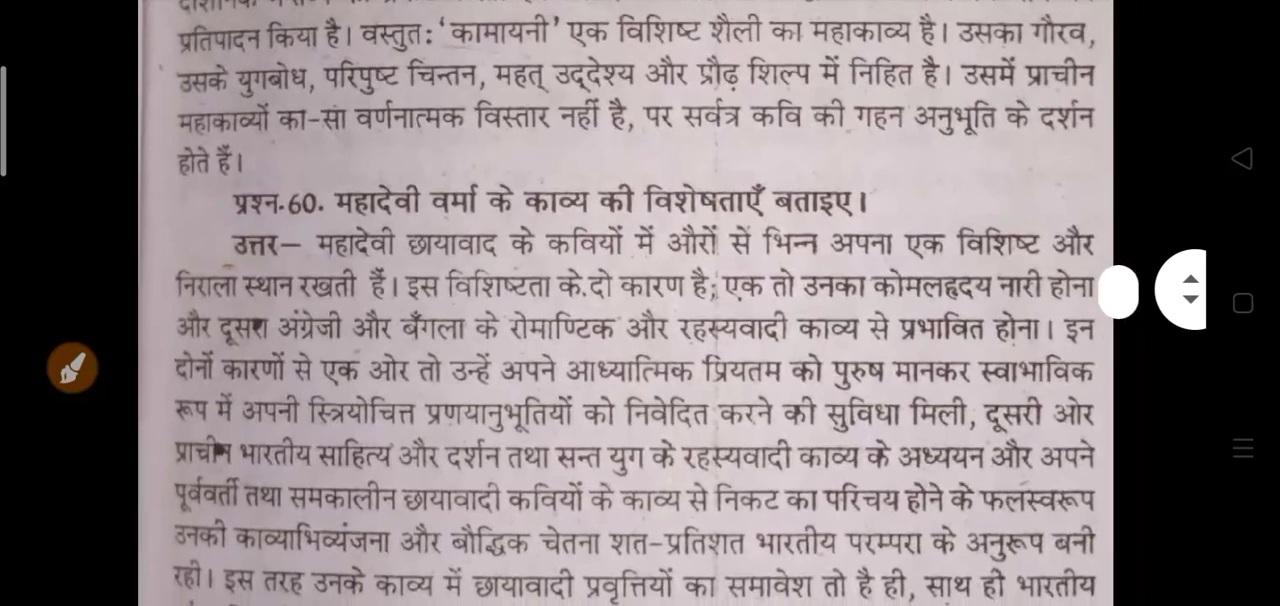 प्रतिपादन किया है। वस्तुतः 'कामायनी' एक विशिष्ट शैली का महाकाव्य है। उसका गौरव,
उसके युगबोध, परिपुष्ट चिन्तन, महत् उद्देश्य और प्रौढ़ शिल्प में निहित है। उसमें प्राचीन
महाकाव्यों का-सा वर्णनात्मक विस्तार नहीं है, पर सर्वत्र कवि की गहन अनुभूति के दर्शन
होते हैं।
प्रश्न.60. महादेवी वर्मा के काव्य की विशेषताएँ बताइए।
उत्तर— महादेवी छायावाद के कवियों में औरों से भिन्न अपना एक विशिष्ट और
निराला स्थान रखती हैं। इस विशिष्टता के.दो कारण है; एक तो उनका कोमलहृदय नारी होना
और दूसरा अंग्रेजी और बँगला के रोमाण्टिक और रहस्यवादी काव्य से प्रभावित होना। इन
दोनों कारणों से एक ओर तो उन्हें अपने आध्यात्मिक प्रियतम को पुरुष मानकर स्वाभाविक
रूप में अपनी स्त्रियोचित्त प्रणयानुभूतियों को निवेदित करने की सुविधा मिली, दूसरी ओर
प्राचीन भारतीय साहित्य और दर्शन तथा सन्त युग के रहस्यवादी काव्य के अध्ययन और अपने
पूर्ववर्ती तथा समकालीन छायावादी कवियों के काव्य से निकट का परिचय होने के फलस्वरूप
उनकी काव्याभिव्यंजना और बौद्धिक चेतना शत-प्रतिशत भारतीय परम्परा के अनुरूप बनी
रही। इस तरह उनके काव्य में छायावादी प्रवृत्तियों का समावेश तो है ही, साथ ही भारतीय